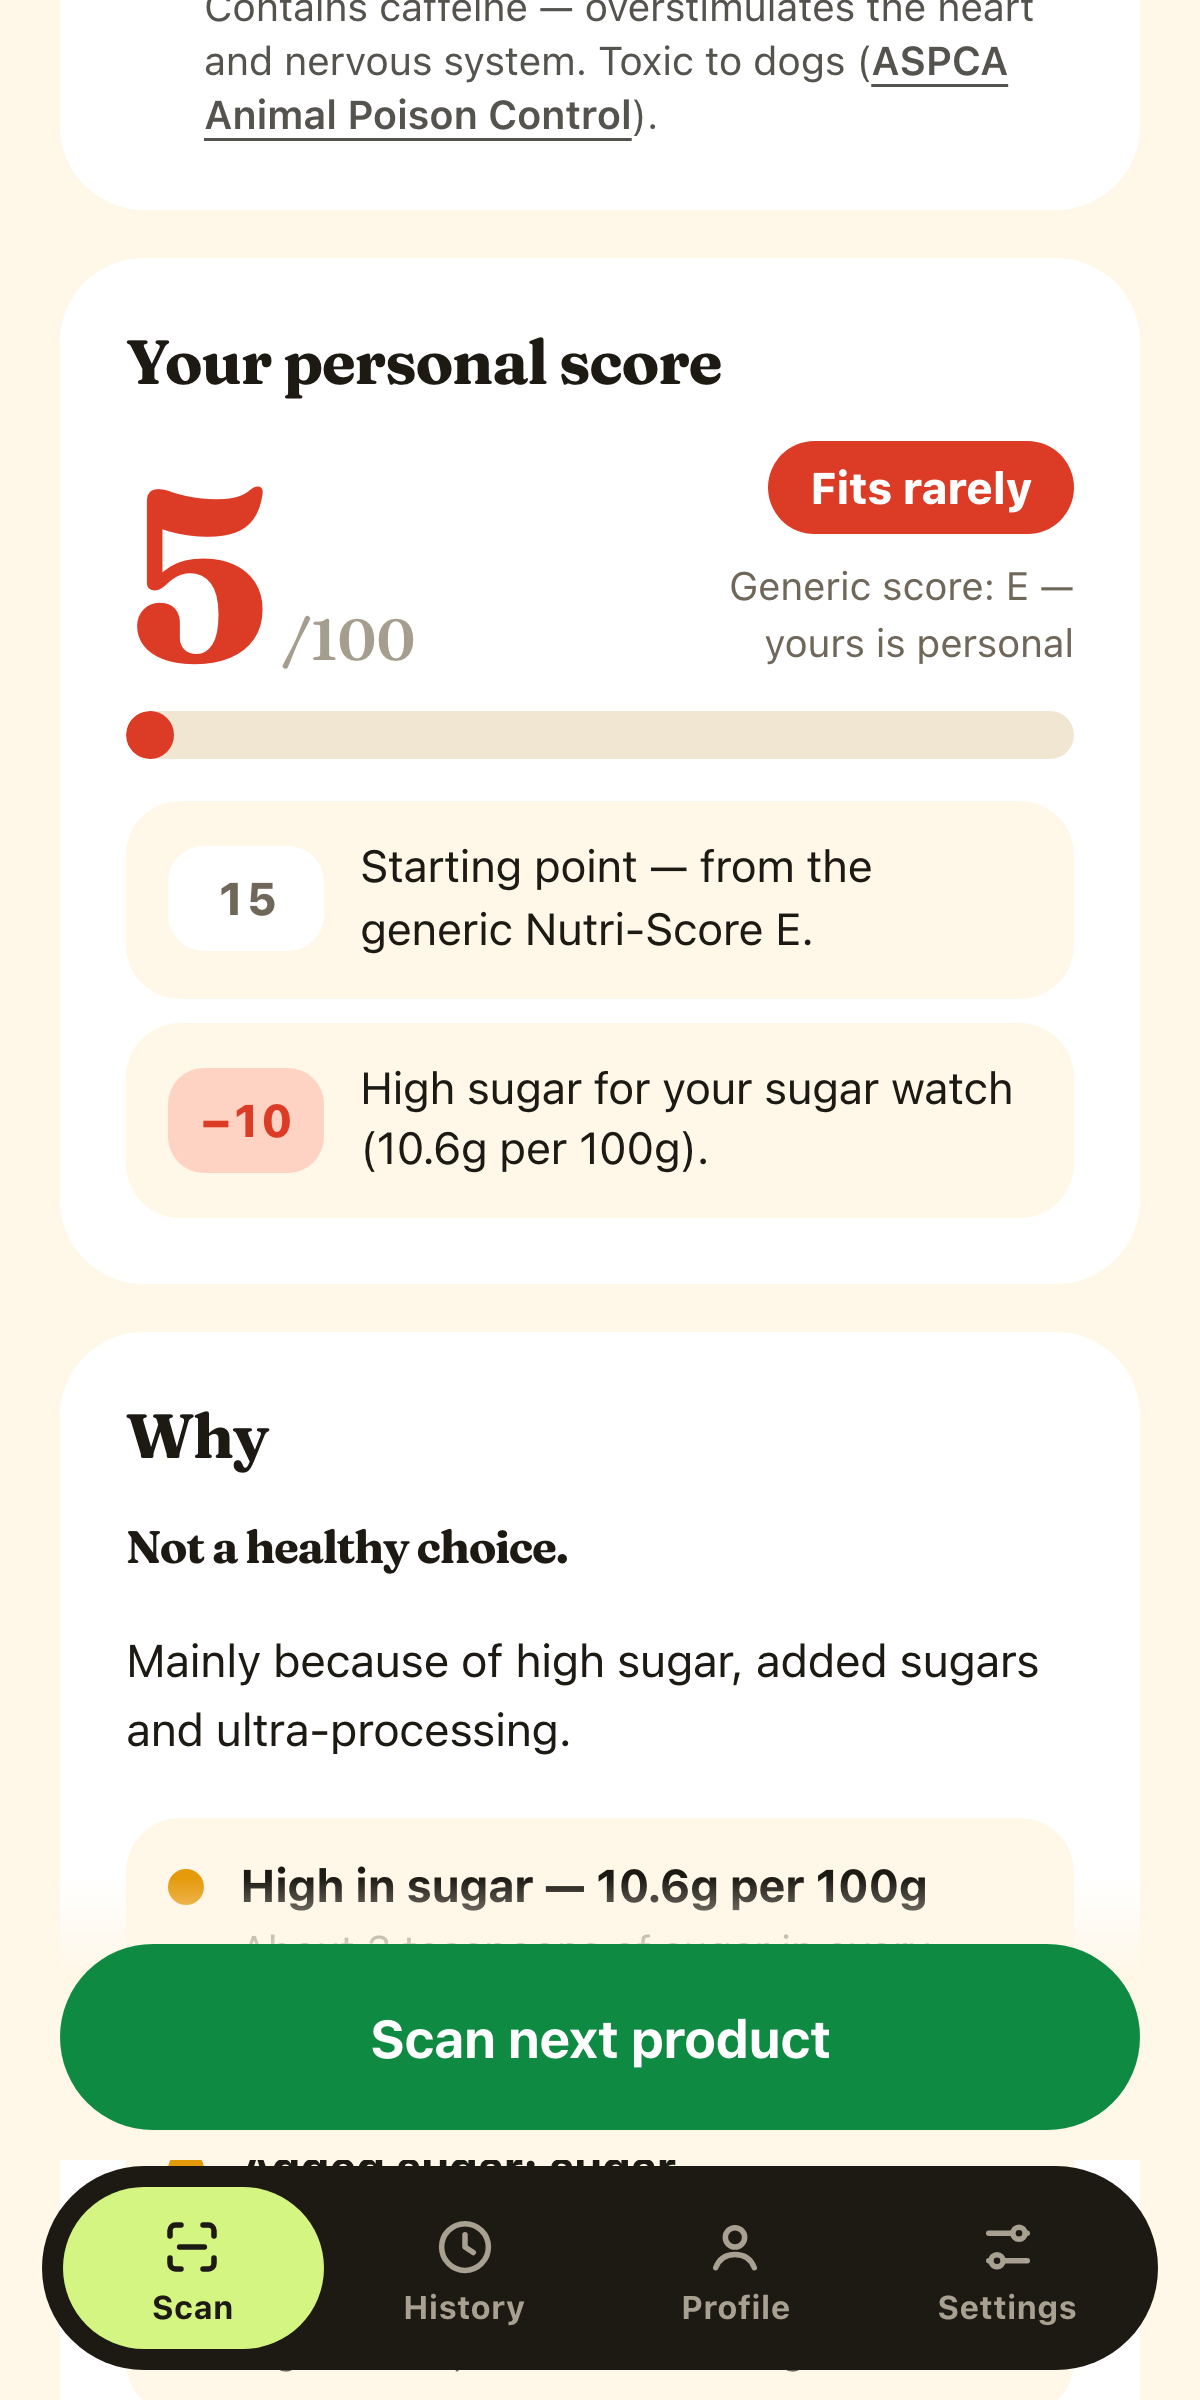 Contains caffeine — overstimulates the heart
and nervous system. Toxic to dogs (ASPCA
Animal Poison Control).
Your personal score
5 /100
Fits rarely
Generic score: E —
yours is personal
15
Starting point — from the
generic Nutri-Score E.
−10
High sugar for your sugar watch
(10.6g per 100g).
Why
Not a healthy choice.
Mainly because of high sugar, added sugars
and ultra-processing.
High in sugar — 10.6g per 100g
Scan next product
Added sugar: sugar
Scan
History
Profile
Settings